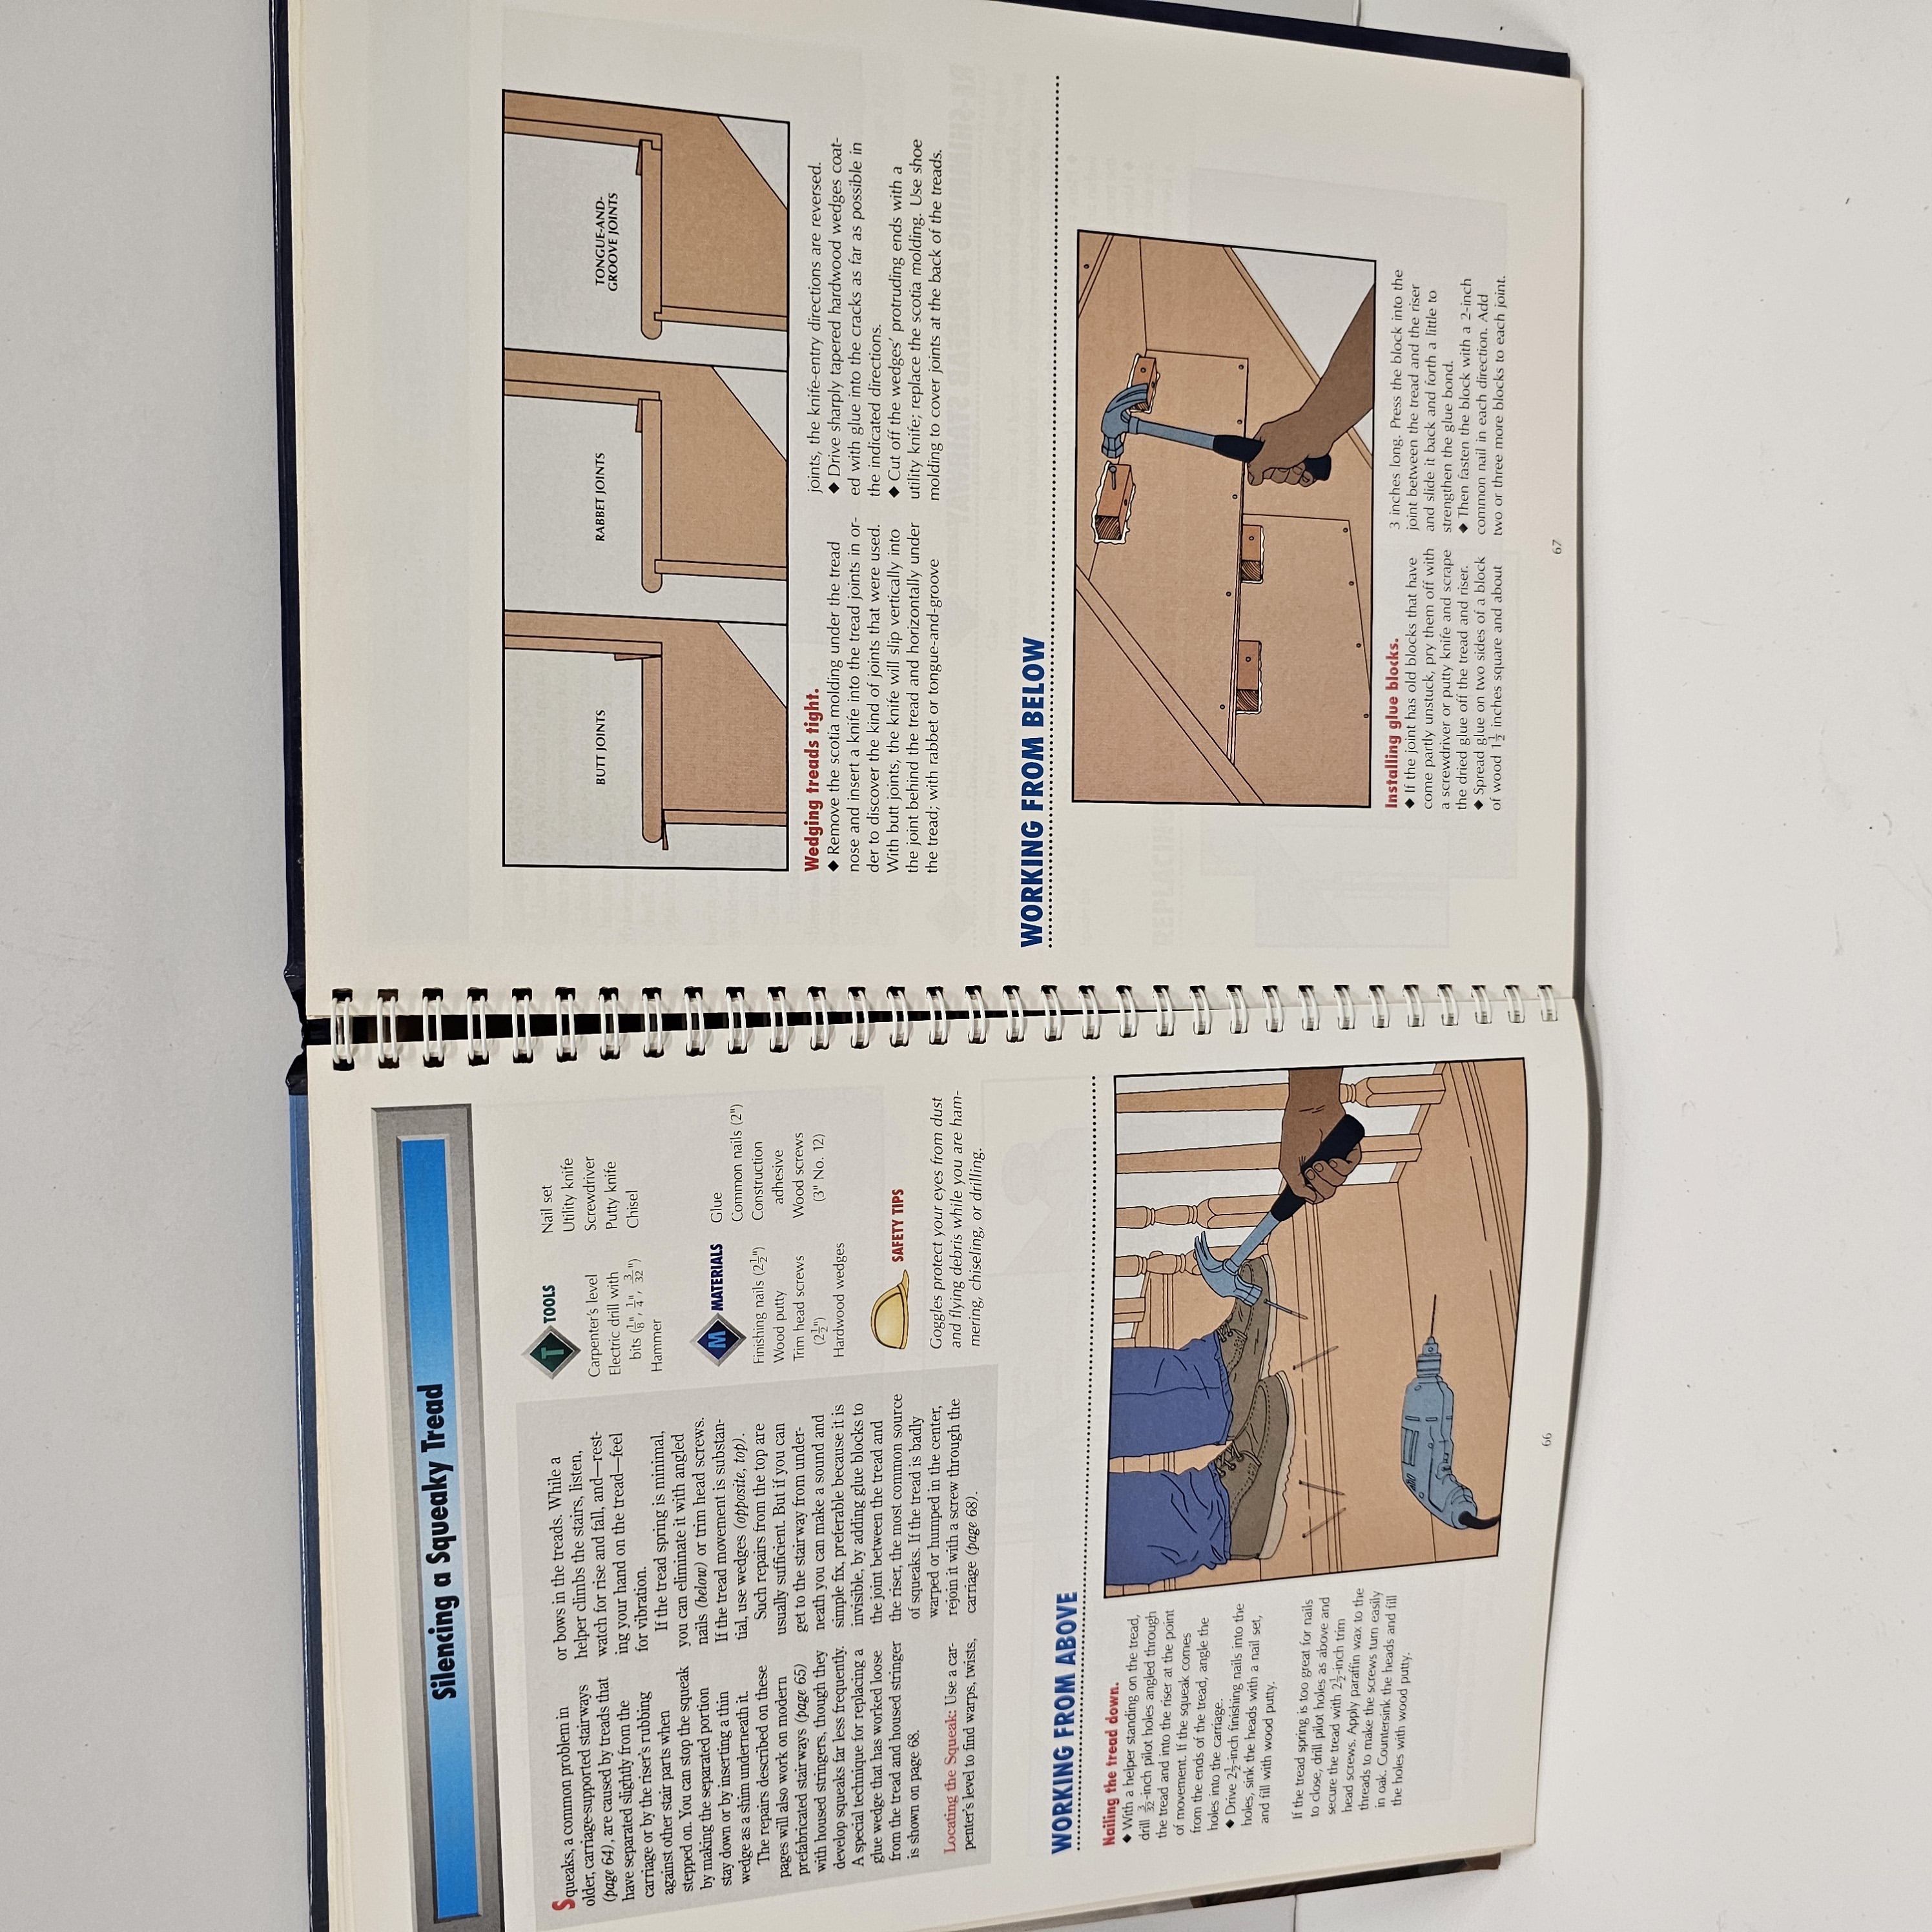 Silencing a Squeaky Tread
Squeaks, a common problem in
older, carriage-supported stairways
(page 64), are caused by treads that
have separated slightly from the
carriage or by the riser's rubbing
against other stair parts when
stepped on. You can stop the squeak
by making the separated portion
stay down or by inserting a thin
wedge as a shim underneath it.
The repairs described on these
pages will also work on modern
prefabricated stairways (page 65)
with housed stringers, though they
develop squeaks far less frequently.
A special technique for replacing a
glue wedge that has worked loose
from the tread and housed stringer
is shown on page 68.
Locating the Squeak: Use a car-
penter's level to find warps, twists,
or bows in the treads. While a
helper climbs the stairs, listen,
watch for rise and fall, and—rest-
ing your hand on the tread—feel
for vibration.
If the tread spring is minimal,
you can eliminate it with angled
nails (below) or trim head screws.
If the tread movement is substan-
tial, use wedges (opposite, top).
Such repairs from the top are
usually sufficient. But if you can
get to the stairway from under-
neath you can make a sound and
simple fix, preferable because it is
invisible, by adding glue blocks to
the joint between the tread and
the riser, the most common source
of squeaks. If the tread is badly
warped or humped in the center,
rejoin it with a screw through the
carriage (page 68).
T TOOLS
Carpenter's level
Electric drill with
bits (1/8", 1/4", 3/32")
Hammer
Nail set
Utility knife
Screwdriver
Putty knife
Chisel
M MATERIALS
Finishing nails (2 1/2")
Wood putty
Trim head screws
(2 1/2")
Hardwood wedges
Glue
Common nails (2")
Construction
adhesive
Wood screws
(3" No. 12)
SAFETY TIPS
Goggles protect your eyes from dust
and flying debris while you are ham-
mering, chiseling, or drilling.
WORKING FROM ABOVE
Nailing the tread down.
◆ With a helper standing on the tread,
drill 3/32-inch pilot holes angled through
the tread and into the riser at the point
of movement. If the squeak comes
from the ends of the tread, angle the
holes into the carriage.
◆ Drive 2 1/2-inch finishing nails into the
holes, sink the heads with a nail set,
and fill with wood putty.
If the tread spring is too great for nails
to close, drill pilot holes as above and
secure the tread with 2 1/2-inch trim
head screws. Apply paraffin wax to the
threads to make the screws turn easily
in oak. Countersink the heads and fill
the holes with wood putty.
66
BUTT JOINTS
RABBET JOINTS
TONGUE-AND-
GROOVE JOINTS
Wedging treads tight.
◆ Remove the scotia molding under the tread
nose and insert a knife into the tread joints in or-
der to discover the kind of joints that were used.
With butt joints, the knife will slip vertically into
the joint behind the tread and horizontally under
the tread; with rabbet or tongue-and-groove
joints, the knife-entry directions are reversed.
◆ Drive sharply tapered hardwood wedges coat-
ed with glue into the cracks as far as possible in
the indicated directions.
◆ Cut off the wedges' protruding ends with a
utility knife; replace the scotia molding. Use shoe
molding to cover joints at the back of the treads.
WORKING FROM BELOW
Installing glue blocks.
◆ If the joint has old blocks that have
come partly unstuck, pry them off with
a screwdriver or putty knife and scrape
the dried glue off the tread and riser.
◆ Spread glue on two sides of a block
of wood 1 1/2 inches square and about
3 inches long. Press the block into the
joint between the tread and the riser
and slide it back and forth a little to
strengthen the glue bond.
◆ Then fasten the block with a 2-inch
common nail in each direction. Add
two or three more blocks to each joint.
67